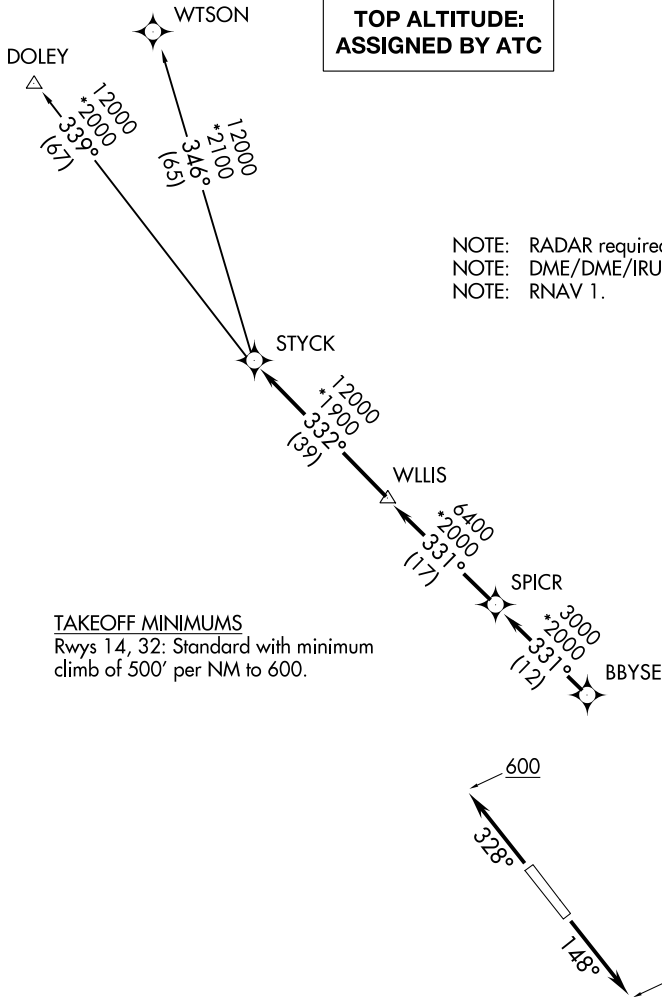 WTSON
TOP ALTITUDE:
ASSIGNED BY ATC
DOLEY
12000
*2000
339°
(67)
12000
*2100
346°
(65)
NOTE: RADAR required
NOTE: DME/DME/IRU
NOTE: RNAV 1.
STYCK
12000
*1900
332°
(39)
WLLIS
6400
*2000
331°
(17)
SPICR
3000
*2000
331°
(12)
BBYSE
TAKEOFF MINIMUMS
Rwys 14, 32: Standard with minimum
climb of 500' per NM to 600.
600
328°
148°